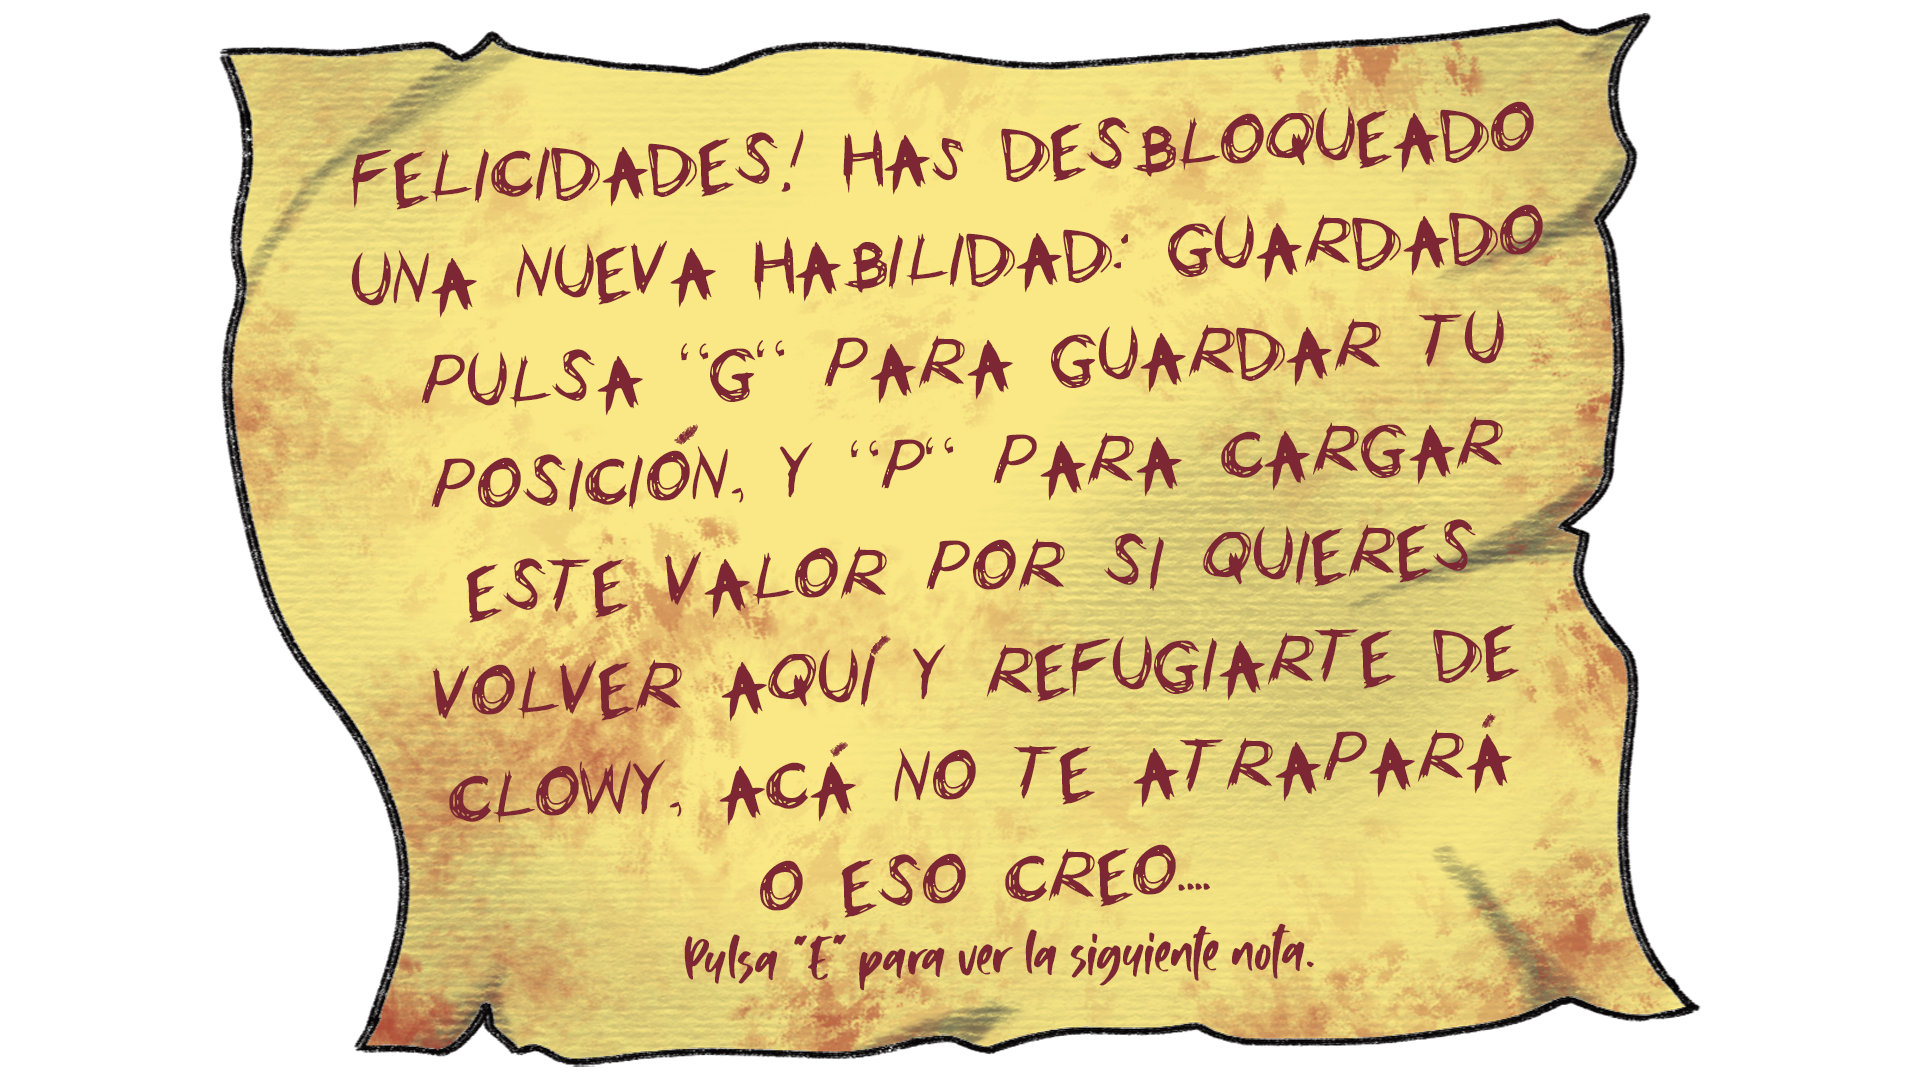 FELICIDADES! HAS DESBLOQUEADO
UNA NUEVA HABILIDAD: GUARDADO
PULSA “G“ PARA GUARDAR TU
POSICIÓN, Y “P“ PARA CARGAR
ESTE VALOR POR SI QUIERES
VOLVER AQUÍ Y REFUGIARTE DE
CLOWY, ACÁ NO TE ATRAPARÁ
O ESO CREO....
Pulsa "E" para ver la siguiente nota.